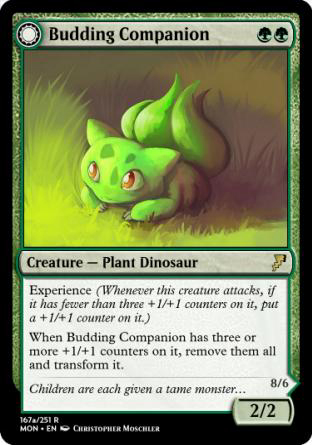 Budding Companion
Creature — Plant Dinosaur
Experience (Whenever this creature attacks, if
it has fewer than three +1/+1 counters on it, put
a +1/+1 counter on it.)
When Budding Companion has three or
more +1/+1 counters on it, remove them all
and transform it.
Children are each given a tame monster...
8/6
2/2
167a/251 R
MON • EN Christopher Moschler